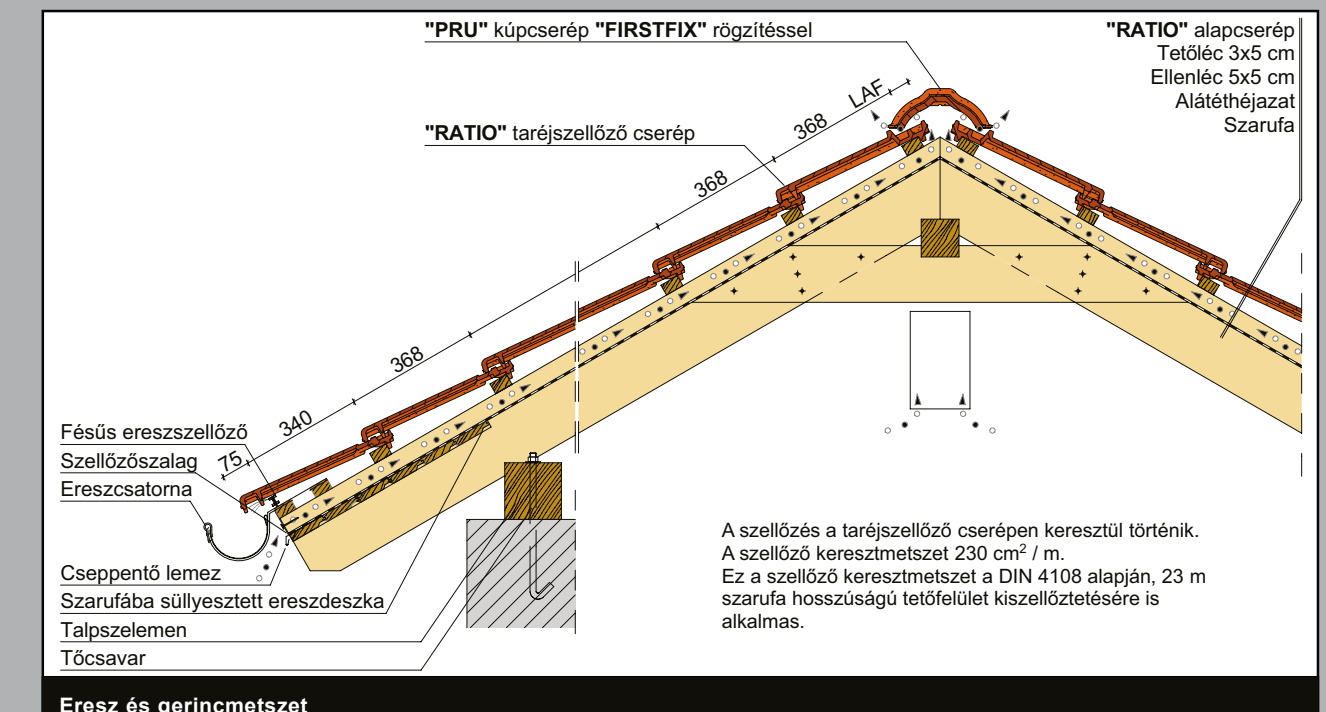 "PRU" kúpcserép "FIRSTFIX" rögzítéssel
"RATIO" alapcserép
Tetőléc 3x5 cm
Ellenléc 5x5 cm
Alátéthéjazat
Szarufa
"RATIO" taréjszellőző cserép
LAF
368
368
368
340
75
Fésűs ereszszellőző
Szellőzőszalag
Ereszcsatorna
Cseppentő lemez
Szarufába süllyesztett ereszdeszka
Talpszelemen
Tőcsavar
A szellőzés a taréjszellőző cserépen keresztül történik.
A szellőző keresztmetszet 230 cm² / m.
Ez a szellőző keresztmetszet a DIN 4108 alapján, 23 m
szarufa hosszúságú tetőfelület kiszellőztetésére is
alkalmas.
Eresz és gerincmetszet